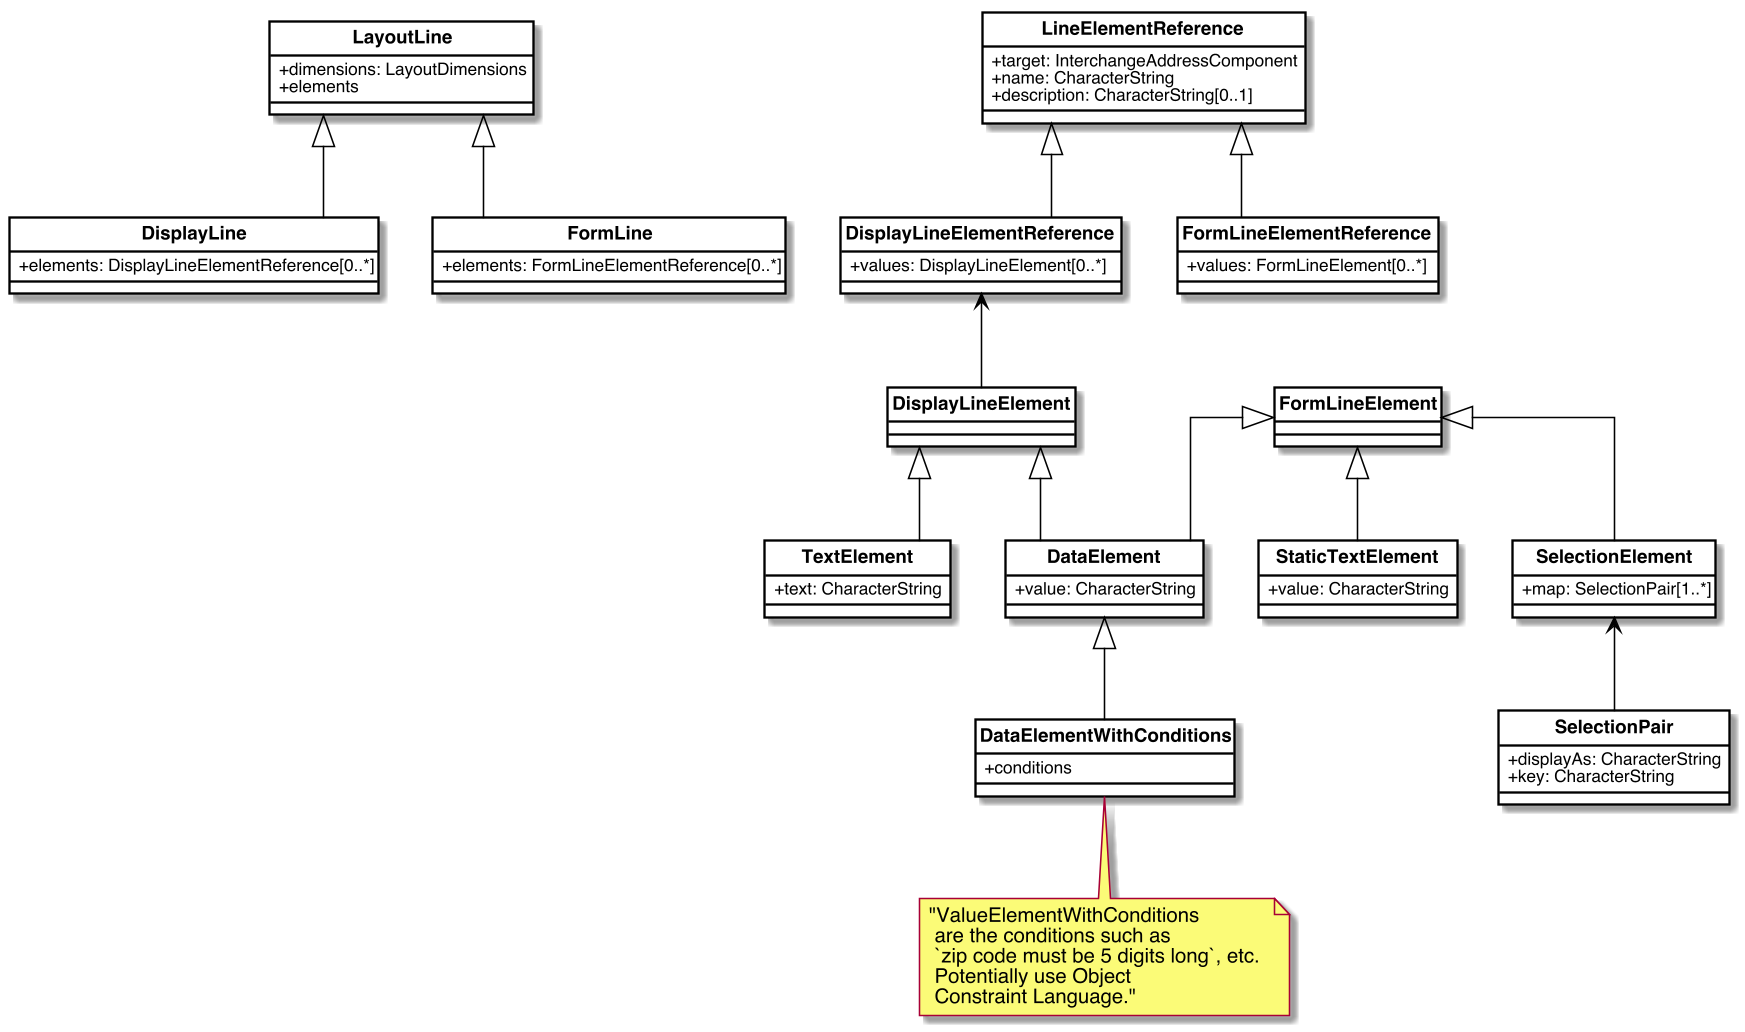 LayoutLine
+dimensions: LayoutDimensions
+elements
LineElementReference
+target: InterchangeAddressComponent
+name: CharacterString
+description: CharacterString[0..1]
DisplayLine
+elements: DisplayLineElementReference[0..*]
FormLine
+elements: FormLineElementReference[0..*]
DisplayLineElementReference
+values: DisplayLineElement[0..*]
FormLineElementReference
+values: FormLineElement[0..*]
DisplayLineElement
FormLineElement
TextElement
+text: CharacterString
DataElement
+value: CharacterString
StaticTextElement
+value: CharacterString
SelectionElement
+map: SelectionPair[1..*]
DataElementWithConditions
+conditions
SelectionPair
+displayAs: CharacterString
+key: CharacterString
"ValueElementWithConditions
are the conditions such as
`zip code must be 5 digits long`, etc.
Potentially use Object
Constraint Language."